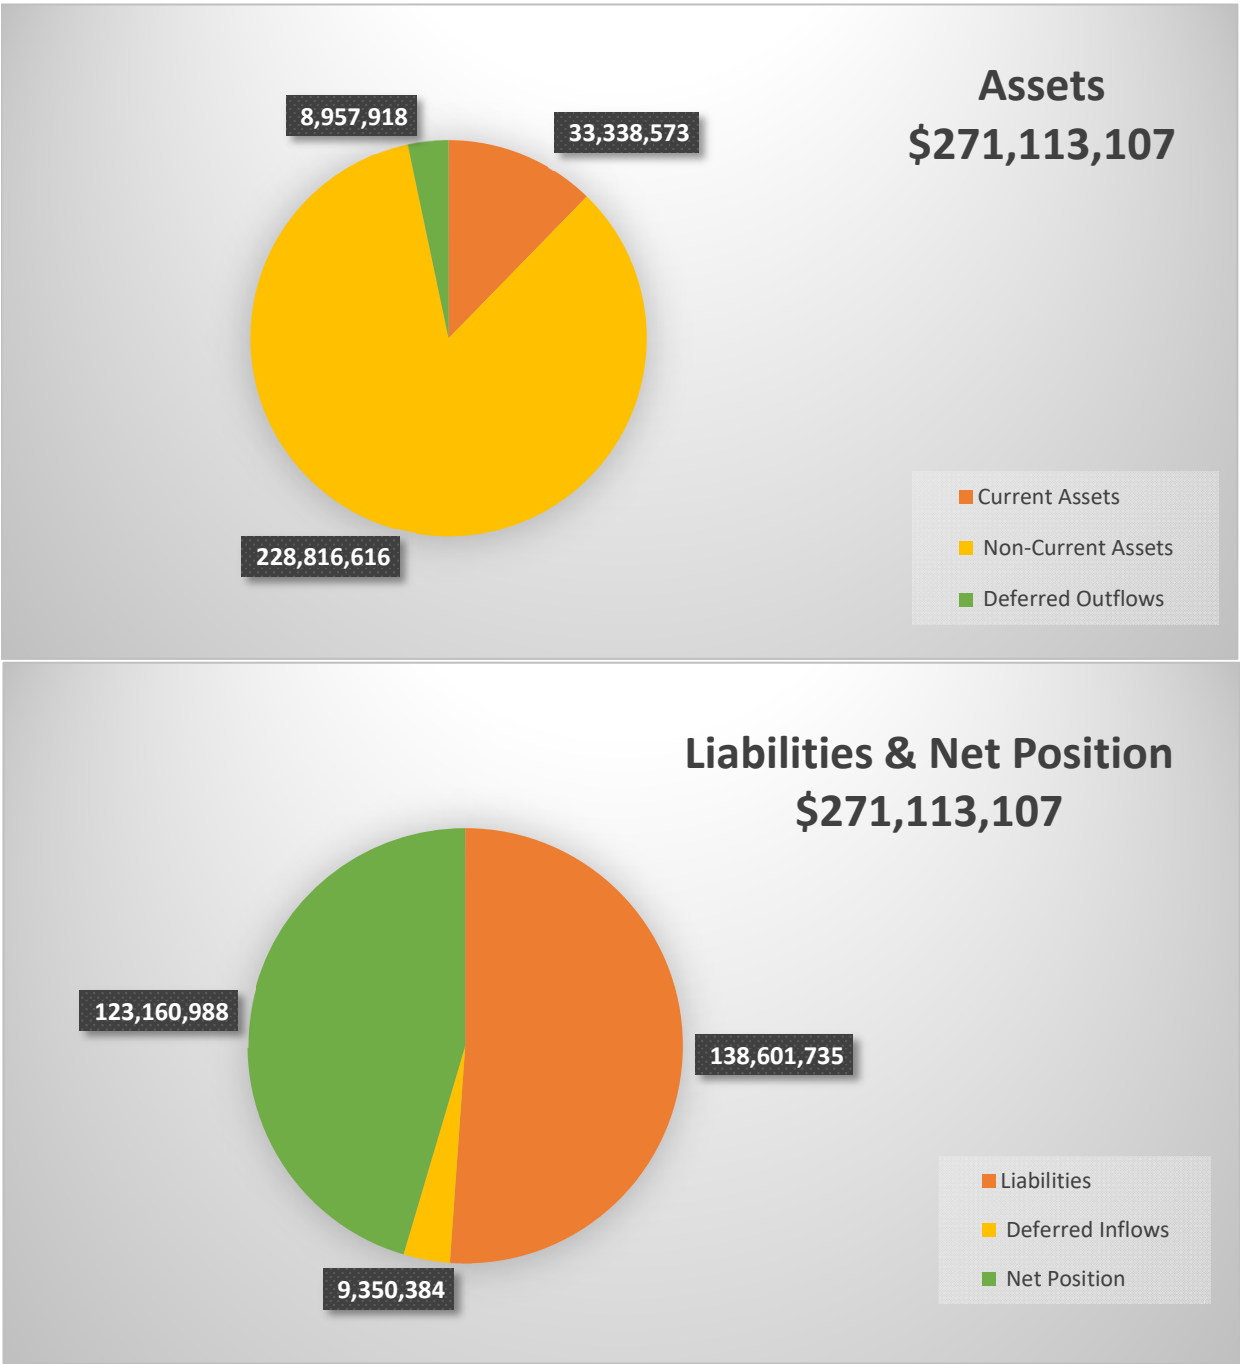 Assets
$271,113,107
8,957,918
33,338,573
228,816,616
Current Assets
Non-Current Assets
Deferred Outflows
Liabilities & Net Position
$271,113,107
123,160,988
138,601,735
9,350,384
Liabilities
Deferred Inflows
Net Position